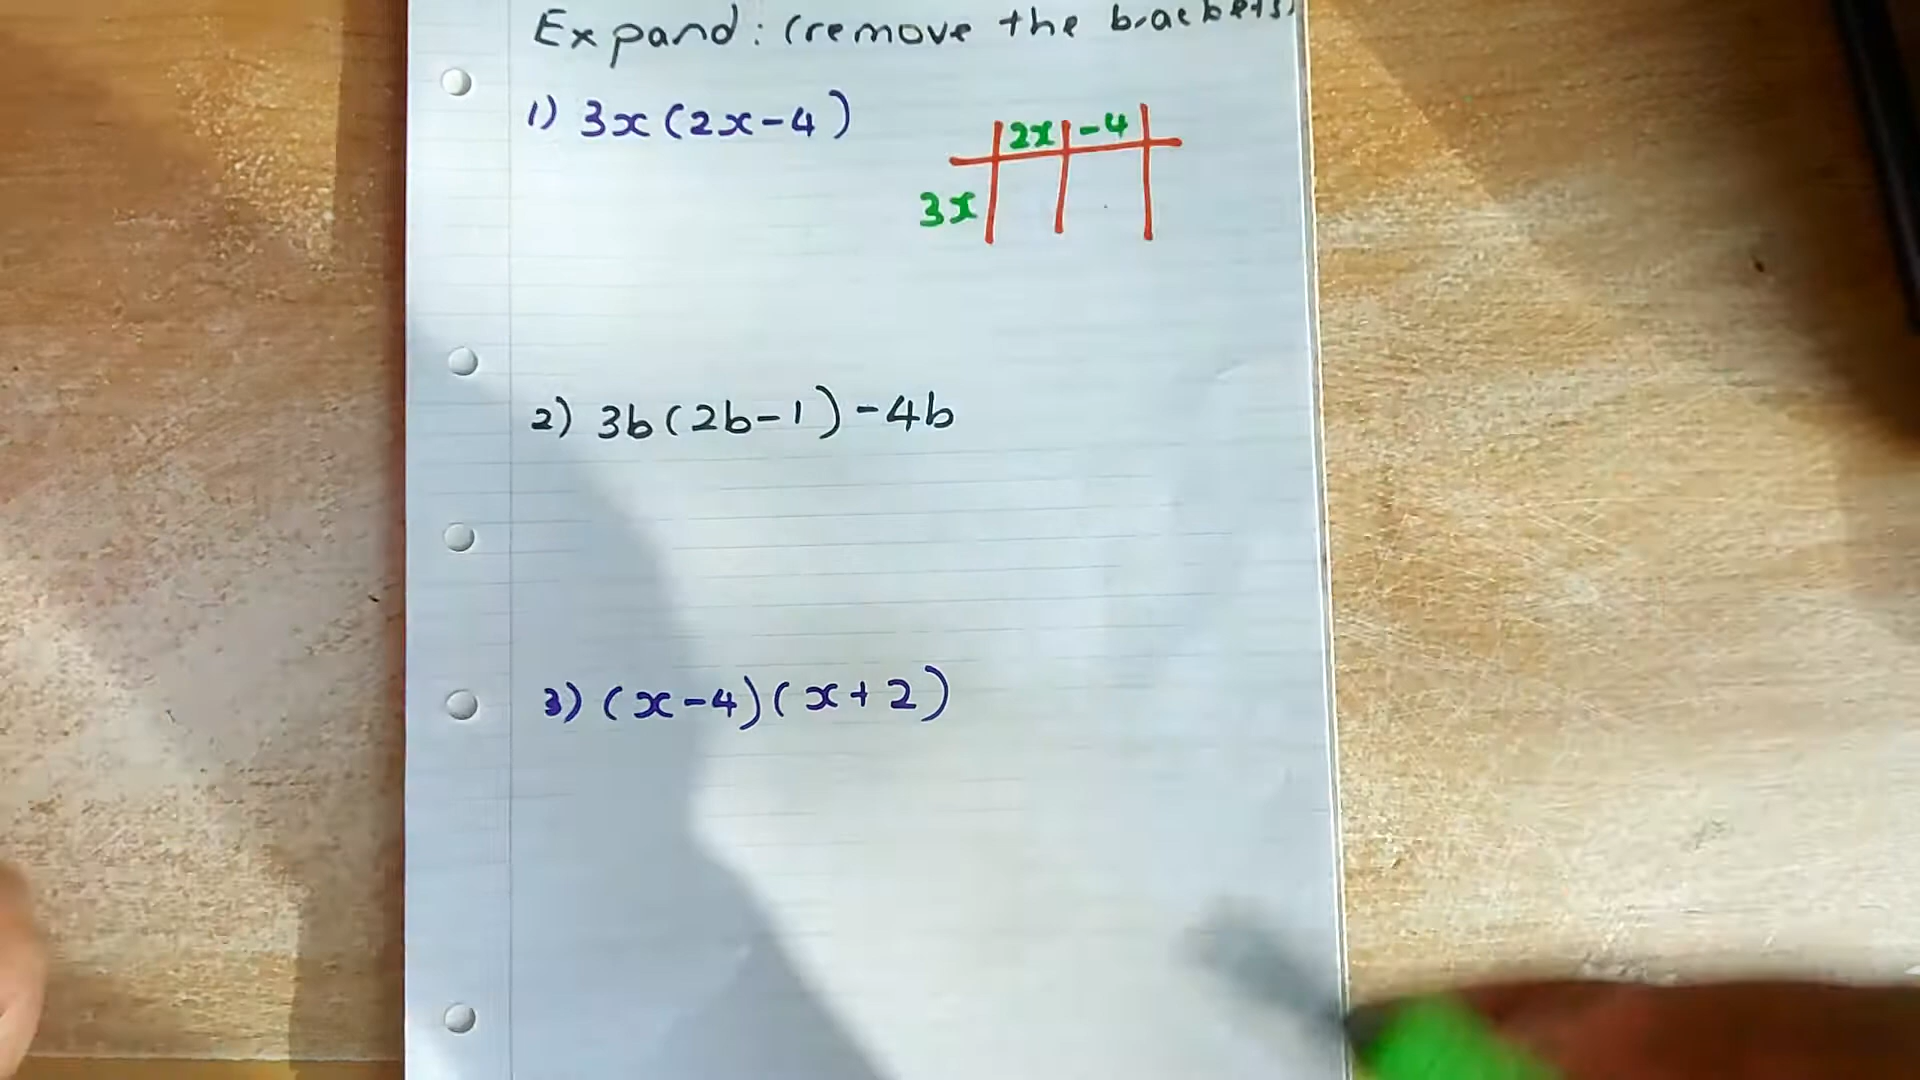 Expand: (remove the brackets)
1) 3x(2x-4)
2x -4
3x
2) 3b(2b-1)-4b
3) (x-4)(x+2)